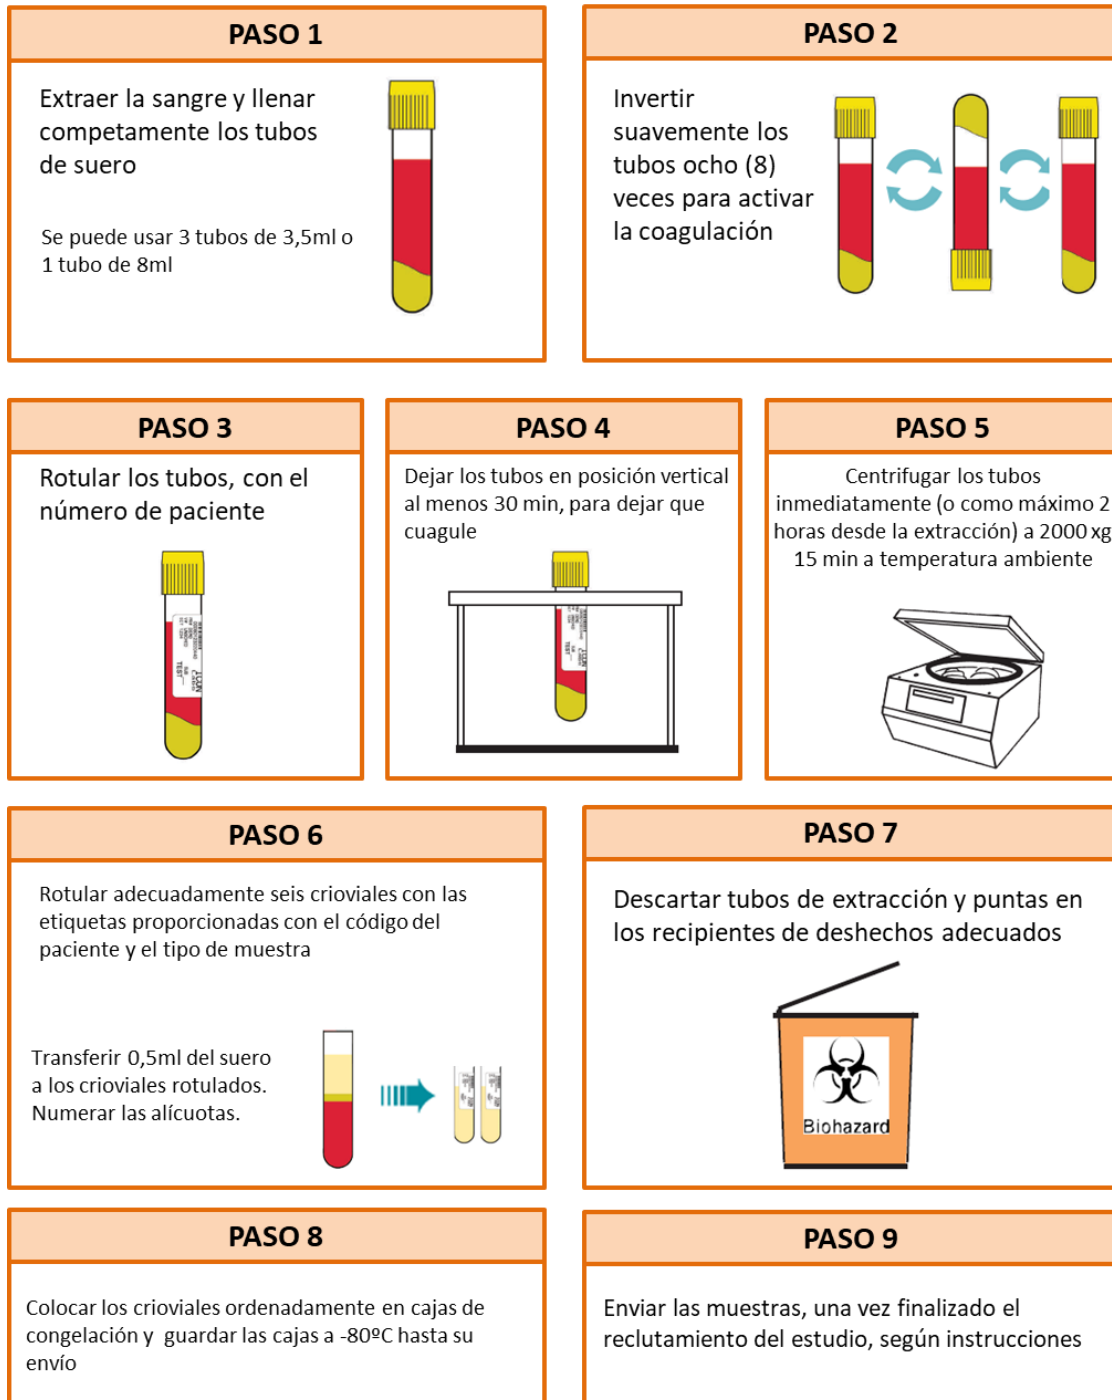 PASO 1
Extraer la sangre y llenar
competamente los tubos
de suero
Se puede usar 3 tubos de 3,5ml o
1 tubo de 8ml
PASO 2
Invertir
suavemente los
tubos ocho (8)
veces para activar
la coagulación
PASO 3
Rotular los tubos, con el
número de paciente
PASO 4
Dejar los tubos en posición vertical
al menos 30 min, para dejar que
cuagule
PASO 5
Centrifugar los tubos
inmediatamente (o como máximo 2
horas desde la extracción) a 2000 xg
15 min a temperatura ambiente
PASO 6
Rotular adecuadamente seis crioviales con las
etiquetas proporcionadas con el código del
paciente y el tipo de muestra
Transferir 0,5ml del suero
a los crioviales rotulados.
Numerar las alícuotas.
PASO 7
Descartar tubos de extracción y puntas en
los recipientes de deshechos adecuados
Biohazard
PASO 8
Colocar los crioviales ordenadamente en cajas de
congelación y guardar las cajas a -80ºC hasta su
envío
PASO 9
Enviar las muestras, una vez finalizado el
reclutamiento del estudio, según instrucciones